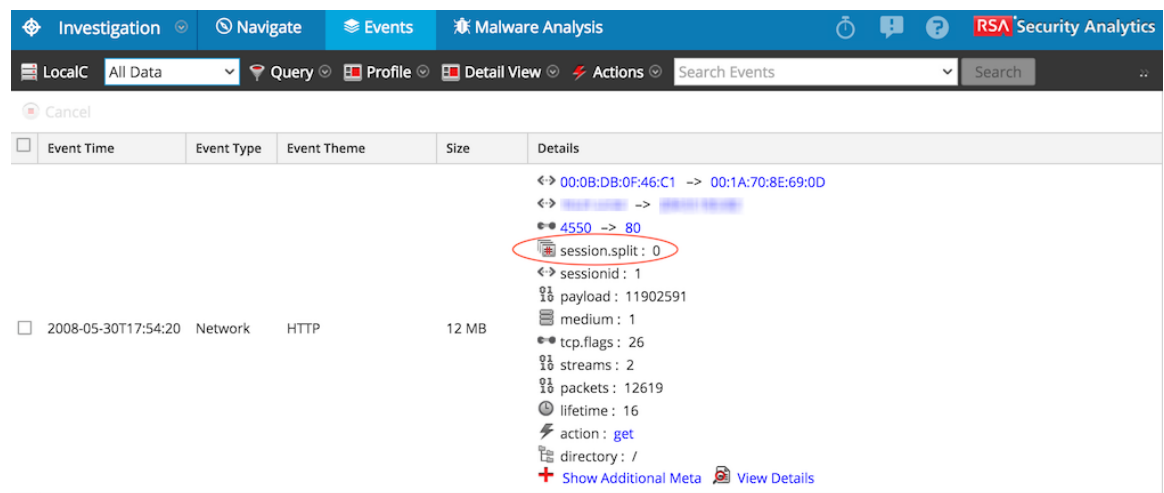 Investigation Navigate Events Malware Analysis RSA Security Analytics
LocalC All Data Query Profile Detail View Actions Search Events Search
Cancel
Event Time Event Type Event Theme Size Details
00:0B:DB:0F:46:C1 -> 00:1A:70:8E:69:0D
->
4550 -> 80
session.split : 0
sessionid : 1
payload : 11902591
medium : 1
2008-05-30T17:54:20 Network HTTP 12 MB
tcp.flags : 26
streams : 2
packets : 12619
lifetime : 16
action : get
directory : /
Show Additional Meta View Details